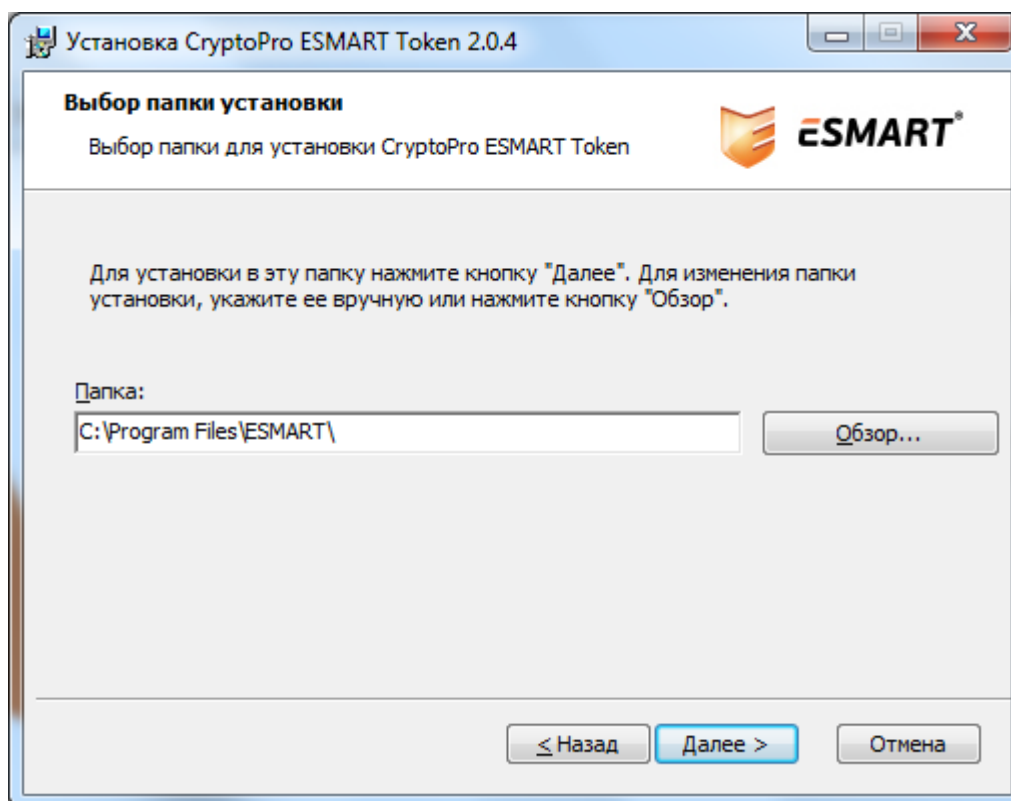 Установка CryptoPro ESMART Token 2.0.4
Выбор папки установки
Выбор папки для установки CryptoPro ESMART Token
ESMART®
Для установки в эту папку нажмите кнопку "Далее". Для изменения папки
установки, укажите ее вручную или нажмите кнопку "Обзор".
Папка:
C:\Program Files\ESMART\
Обзор...
< Назад
Далее >
Отмена